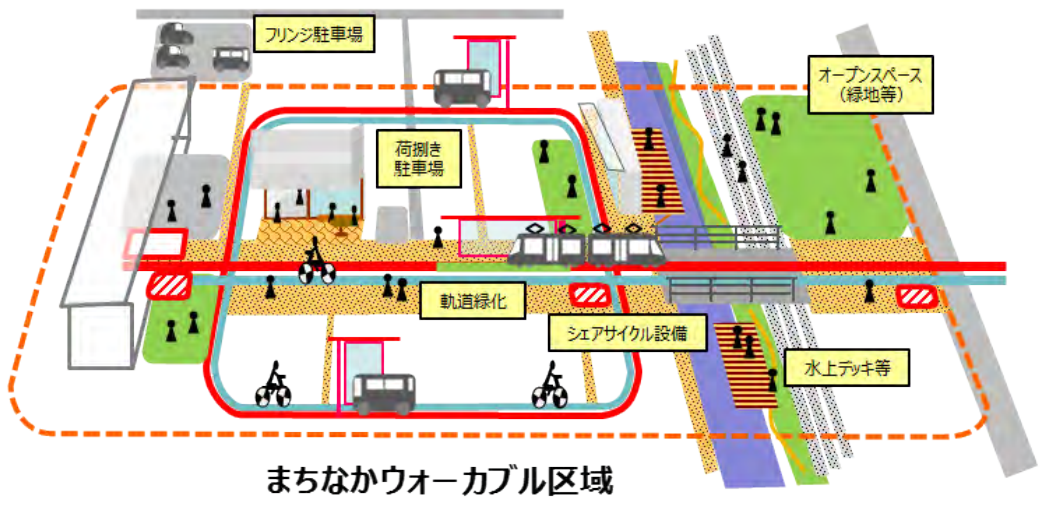 フリンジ駐車場
オープンスペース
（緑地等）
荷捌き
駐車場
軌道緑化
シェアサイクル設備
水上デッキ等
まちなかウォーカブル区域